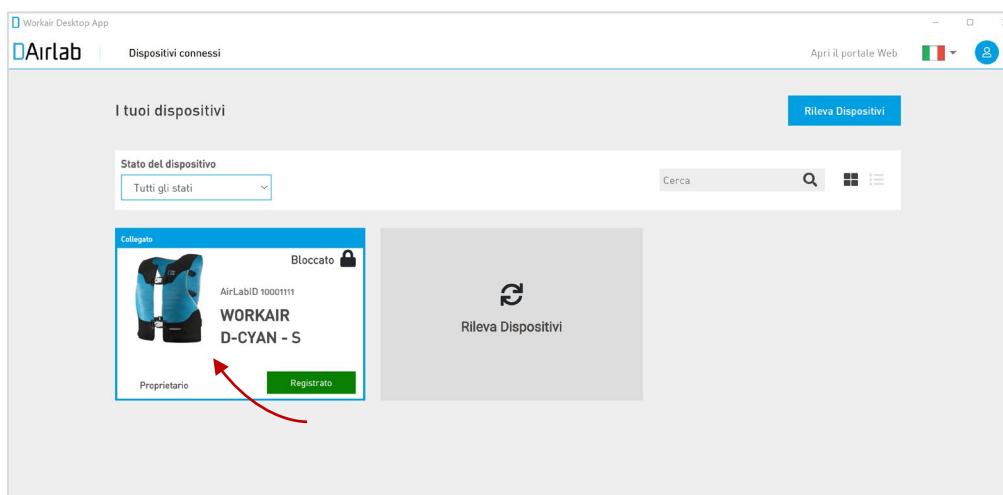 Workair Desktop App
DAırlab
Dispositivi connessi
Apri il portale Web
I tuoi dispositivi
Rileva Dispositivi
Stato del dispositivo
Tutti gli stati
Cerca
Collegato
Bloccato
AirLabID 10001111
WORKAIR
D-CYAN - S
Proprietario
Registrato
Rileva Dispositivi